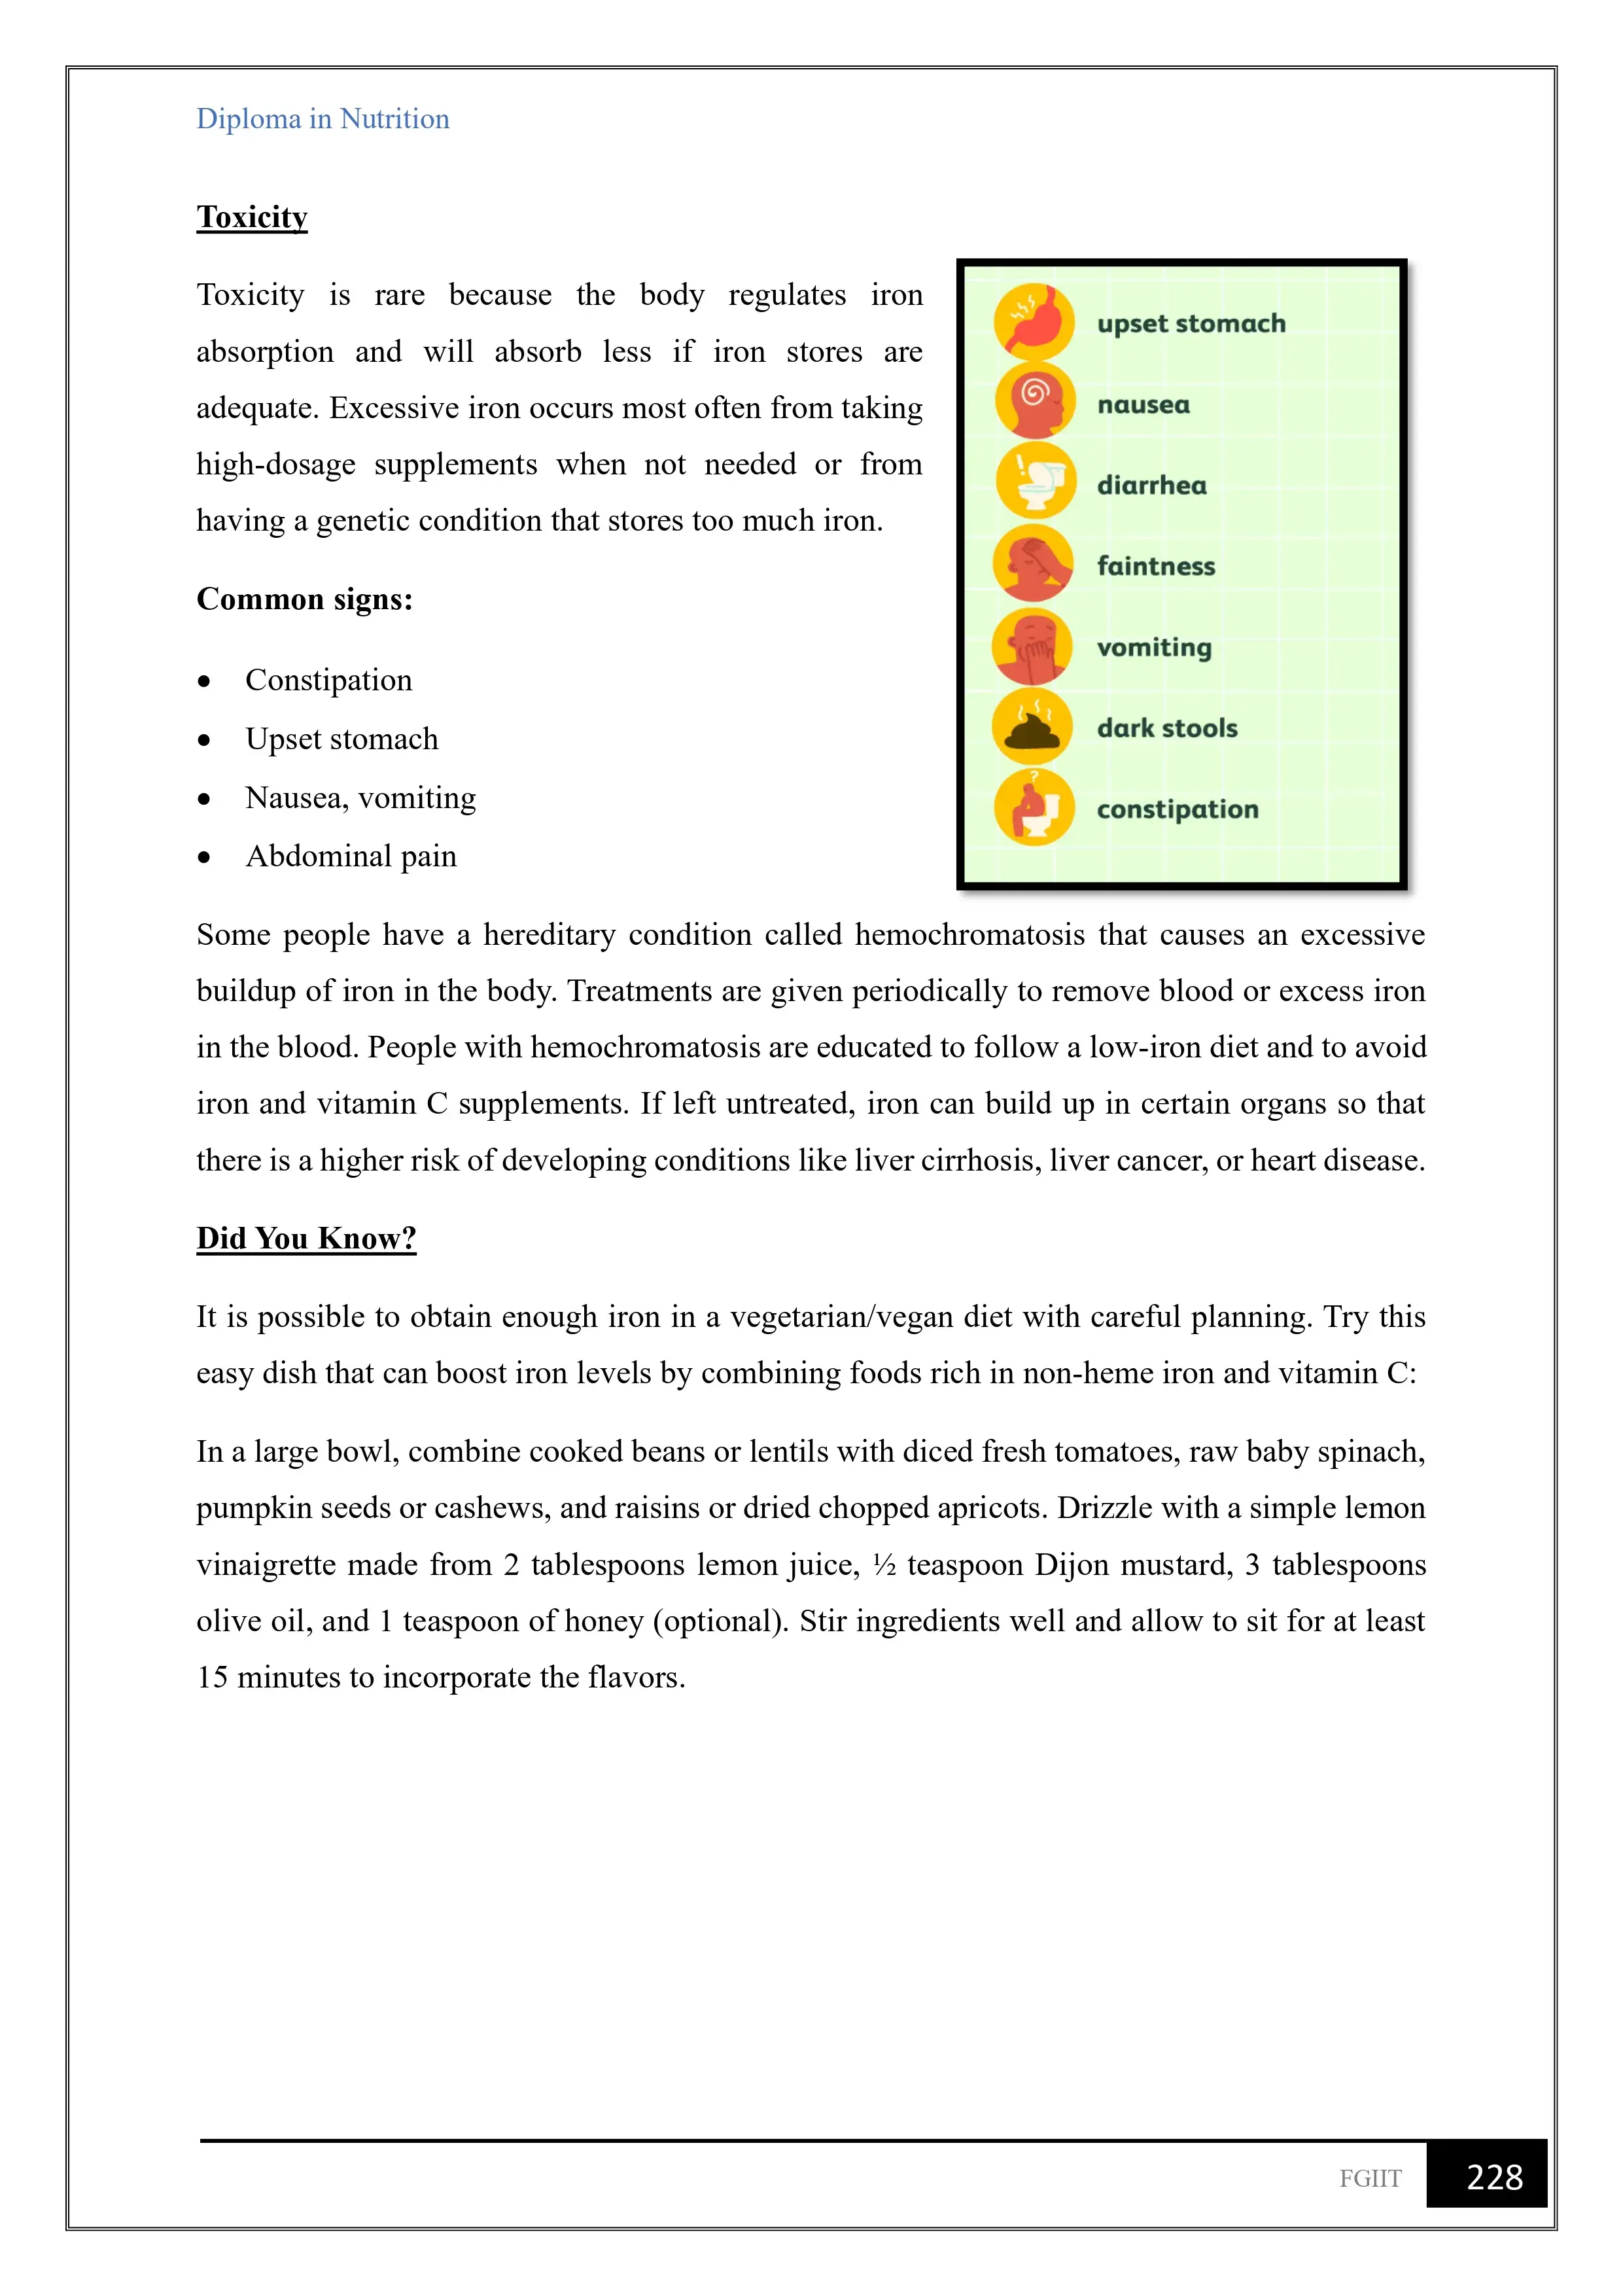 Diploma in Nutrition
Toxicity
Toxicity is rare because the body regulates iron
absorption and will absorb less if iron stores are
adequate. Excessive iron occurs most often from taking
high-dosage supplements when not needed or from
having a genetic condition that stores too much iron.
Common signs:
• Constipation
• Upset stomach
• Nausea, vomiting
• Abdominal pain
upset stomach
nausea
diarrhea
faintness
vomiting
dark stools
constipation
Some people have a hereditary condition called hemochromatosis that causes an excessive
buildup of iron in the body. Treatments are given periodically to remove blood or excess iron
in the blood. People with hemochromatosis are educated to follow a low-iron diet and to avoid
iron and vitamin C supplements. If left untreated, iron can build up in certain organs so that
there is a higher risk of developing conditions like liver cirrhosis, liver cancer, or heart disease.
Did You Know?
It is possible to obtain enough iron in a vegetarian/vegan diet with careful planning. Try this
easy dish that can boost iron levels by combining foods rich in non-heme iron and vitamin C:
In a large bowl, combine cooked beans or lentils with diced fresh tomatoes, raw baby spinach,
pumpkin seeds or cashews, and raisins or dried chopped apricots. Drizzle with a simple lemon
vinaigrette made from 2 tablespoons lemon juice, ½ teaspoon Dijon mustard, 3 tablespoons
olive oil, and 1 teaspoon of honey (optional). Stir ingredients well and allow to sit for at least
15 minutes to incorporate the flavors.
FGIIT 228